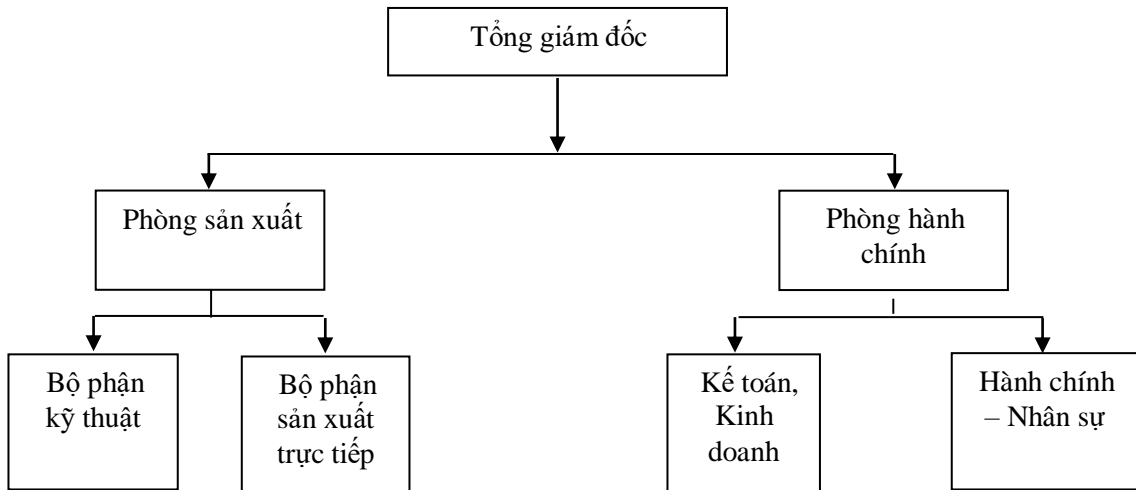 Tổng giám đốc
Phòng sản xuất
Phòng hành
chính
Bộ phận
kỹ thuật
Bộ phận
sản xuất
trực tiếp
Kế toán,
Kinh
doanh
Hành chính
– Nhân sự